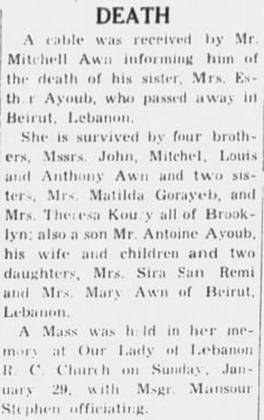 DEATH
A cable was received by Mr.
Mitchell Awn informing him of
the death of his sister, Mrs. Es-
th.r Ayoub, who passed away in
Beirut, Lebanon.
She is survived by four broth-
ers, Mssrs. John, Mitchel, Louis
and Anthony Awn and two sis-
ters, Mrs. Matilda Gorayeb, and
Mrs. Theresa Kou.y all of Brook-
lyn; also a son Mr. Antoine Ayoub,
his wife and children and two
daughters, Mrs. Sira San Remi
and Mrs. Mary Awn of Beirut,
Lebanon.
A Mass was held in her me-
mory at Our Lady of Lebanon
R. C. Church on Sunday, Jan-
uary 29, with Msgr. Mansour
Stephen officiating.